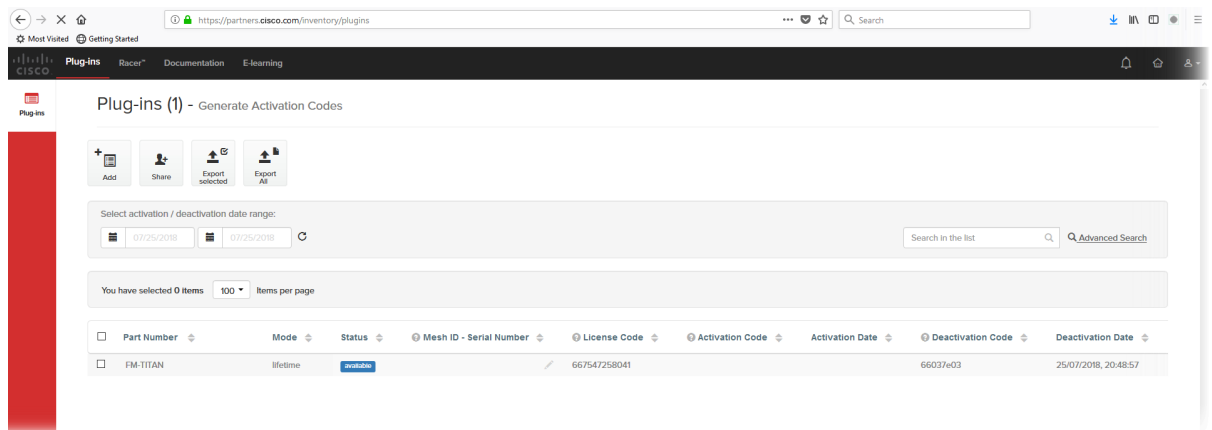 https://partners.cisco.com/inventory/plugins
Search
Most Visited Getting Started
CISCO Plug-ins Racer™ Documentation E-learning
Plug-ins
Plug-ins (1) - Generate Activation Codes
Add
Share
Export selected
Export All
Select activation / deactivation date range:
07/25/2018 07/25/2018 Search in the list Advanced Search
You have selected 0 items 100 Items per page
Part Number Mode Status Mesh ID - Serial Number License Code Activation Code Activation Date Deactivation Code Deactivation Date
FM-TITAN lifetime available 667547258041 66037e03 25/07/2018, 20:48:57